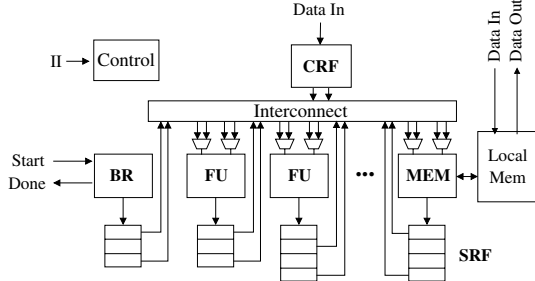 Data In
II
Control
CRF
Data In
Data Out
Interconnect
Start
Done
BR
FU
FU
•••
MEM
Local
Mem
SRF